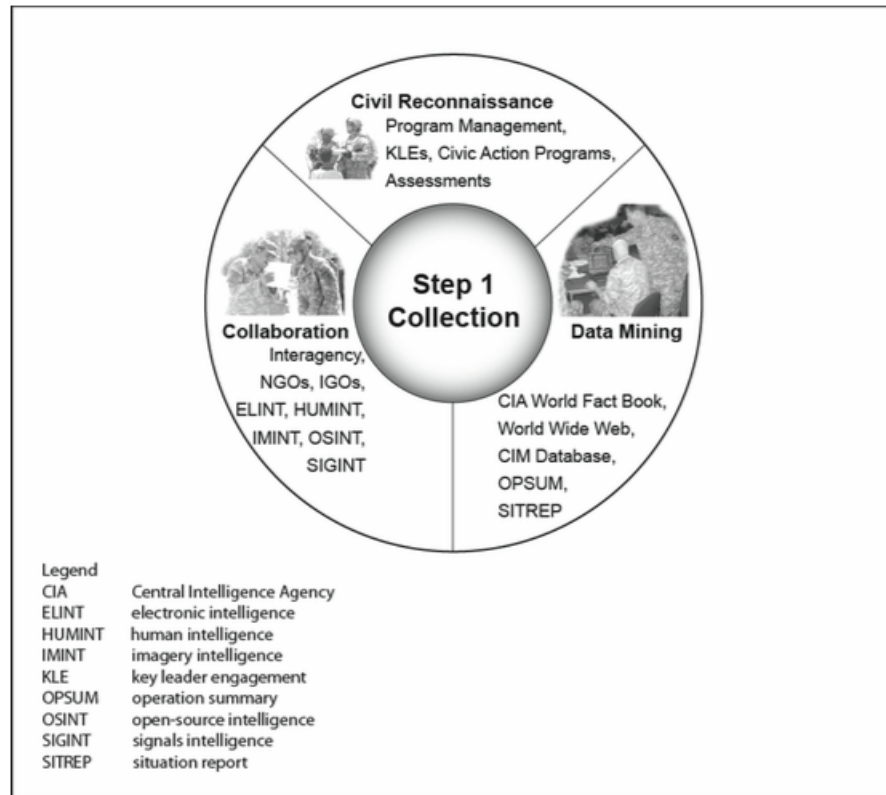 Civil Reconnaissance
Program Management,
KLEs, Civic Action Programs,
Assessments
Step 1
Collection
Collaboration
Interagency,
NGOs, IGOs,
ELINT, HUMINT,
IMINT, OSINT,
SIGINT
Data Mining
CIA World Fact Book,
World Wide Web,
CIM Database,
OPSUM,
SITREP
Legend
CIA Central Intelligence Agency
ELINT electronic intelligence
HUMINT human intelligence
IMINT imagery intelligence
KLE key leader engagement
OPSUM operation summary
OSINT open-source intelligence
SIGINT signals intelligence
SITREP situation report